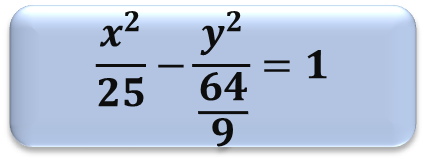 x²/25 − y²/(64/9) = 1